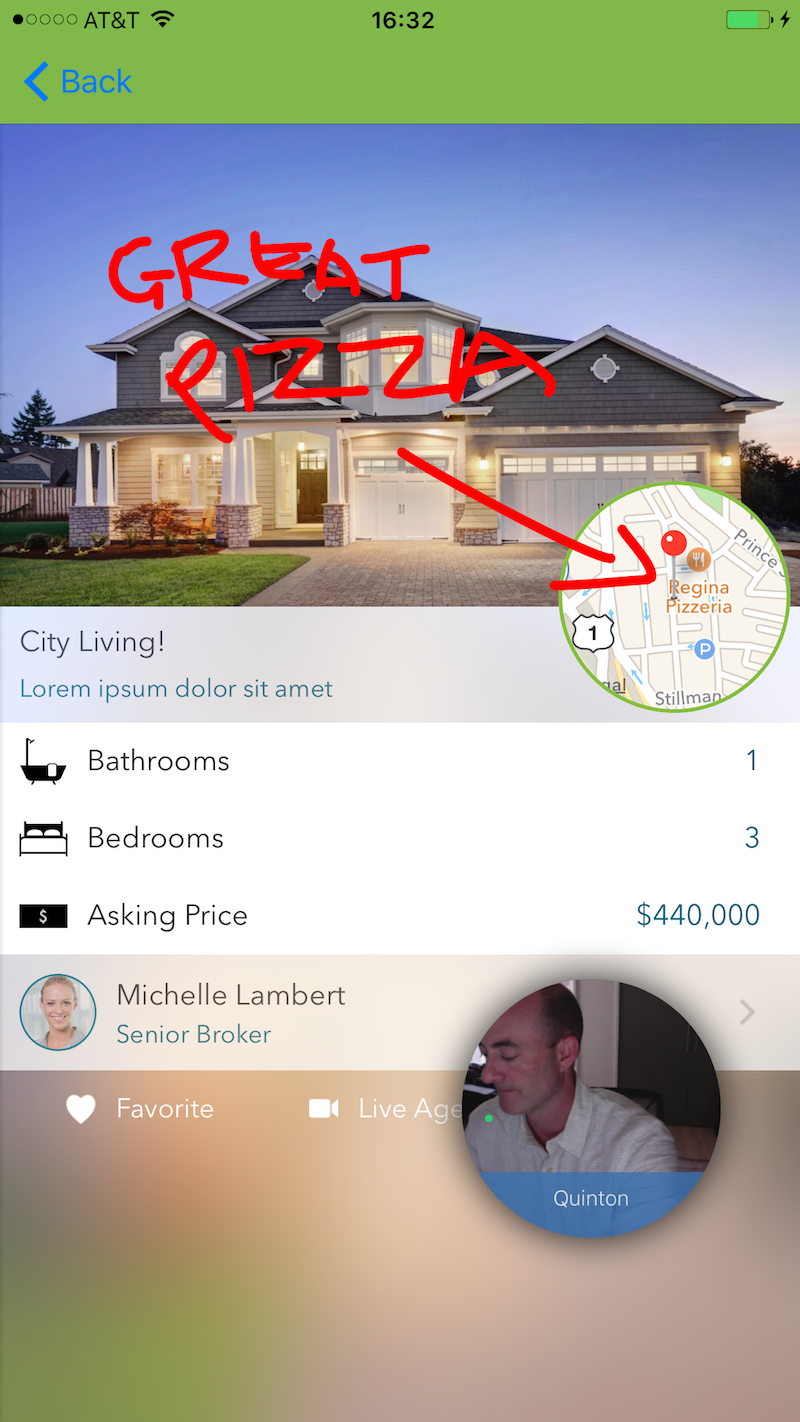 AT&T 16:32
Back
GREAT
PIZZA
Prince
Regina
Pizzeria
1
P
gal
Stillman
City Living!
Lorem ipsum dolor sit amet
Bathrooms 1
Bedrooms 3
$ Asking Price $440,000
Michelle Lambert
Senior Broker
Favorite Live Age
Quinton